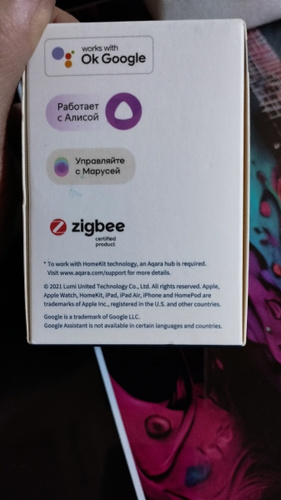 works with
Ok Google
Работает
с Алисой
Управляйте
с Марусей
zigbee
certified
product
* To work with HomeKit technology, an Aqara hub is required.
Visit www.aqara.com/support for more details.
© 2021 Lumi United Technology Co., Ltd. All rights reserved. Apple,
Apple Watch, HomeKit, iPad, iPad Air, iPhone and HomePod are
trademarks of Apple Inc., registered in the U.S. and other countries.
Google is a trademark of Google LLC.
Google Assistant is not available in certain languages and countries.